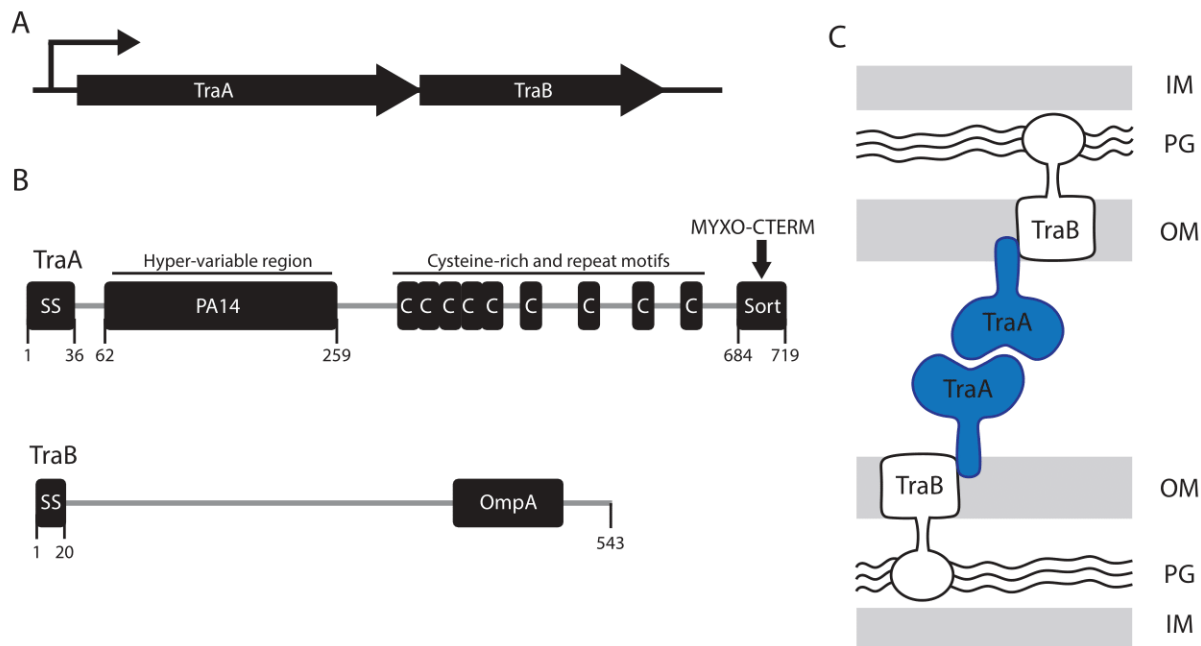 A
TraA TraB
B
TraA
Hyper-variable region
Cysteine-rich and repeat motifs
MYXO-CTERM
SS PA14 C C C C C C C C C Sort
1 36 62 259 684 719
TraB
SS OmpA
1 20 543
C
IM
PG
TraB OM
TraA
TraA
TraB OM
PG
IM